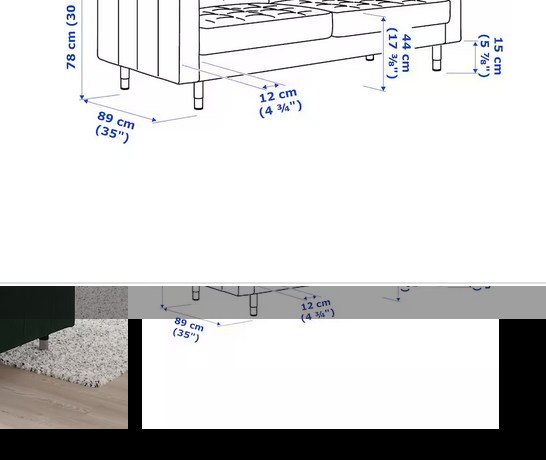 78 cm (30
89 cm
(35")
12 cm
(4 ¾")
44 cm
(17 ⅜")
15 cm
(5 ⅞")
12 cm
(4 ¾")
89 cm
(35")